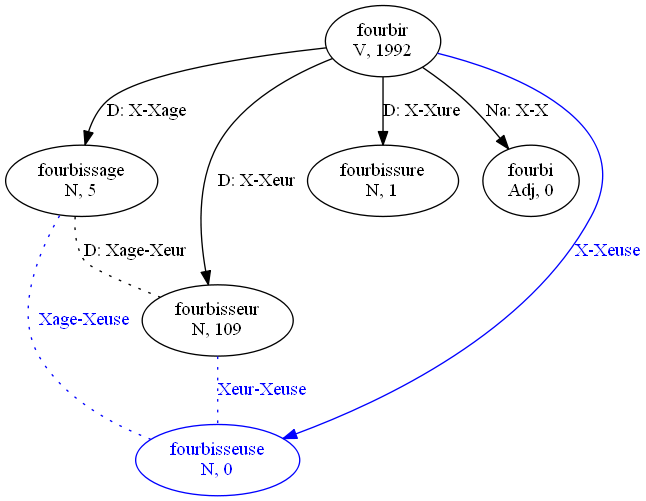 fourbir
V, 1992
D: X-Xage
D: X-Xure
Na: X-X
fourbissage
N, 5
D: X-Xeur
fourbissure
N, 1
fourbi
Adj, 0
D: Xage-Xeur
X-Xeuse
fourbisseur
N, 109
Xage-Xeuse
Xeur-Xeuse
fourbisseuse
N, 0